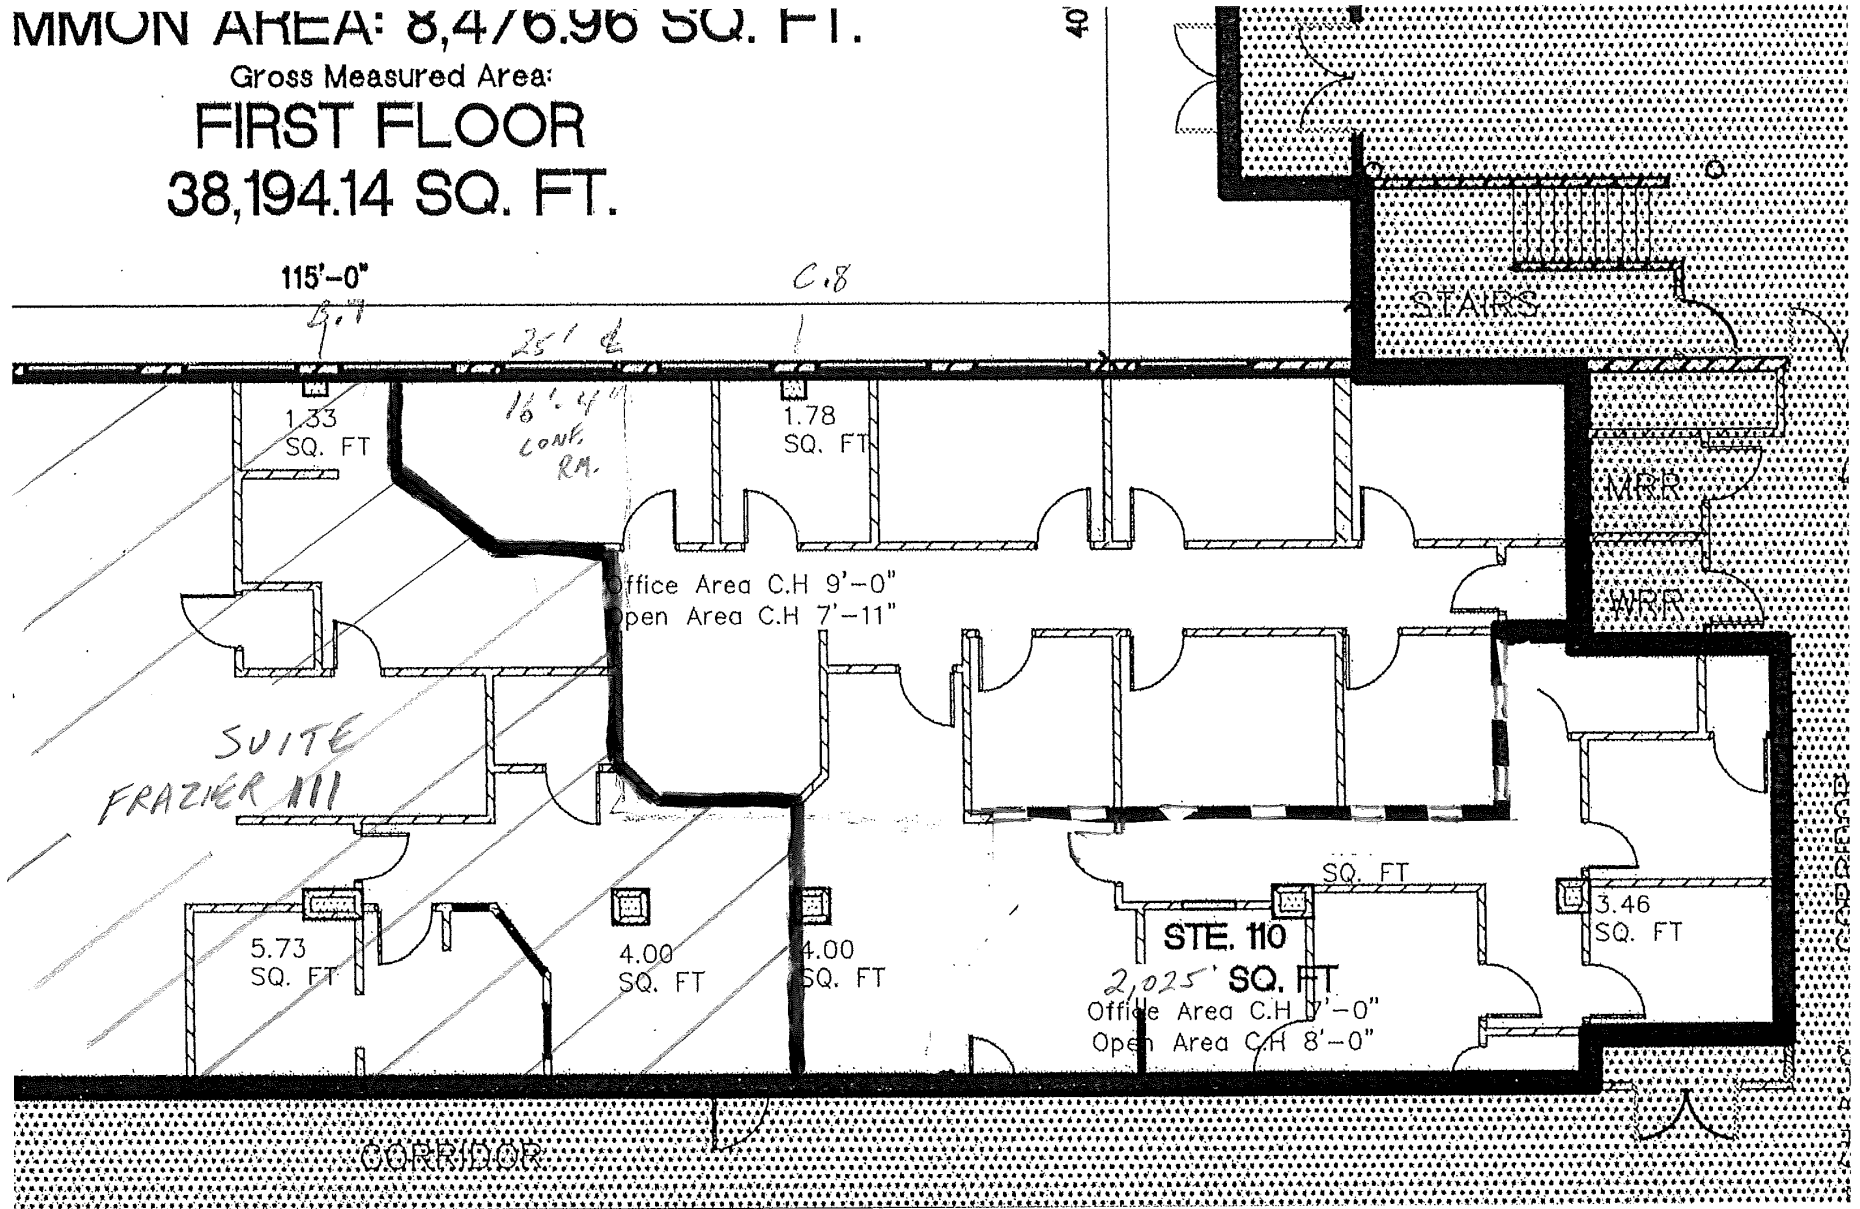 MMON AREA: 8,476.96 SQ. FT.
Gross Measured Area:
FIRST FLOOR
38,194.14 SQ. FT.
40'
115'-0"
C.8
25' ℄
STAIRS
1.33
SQ. FT
16'-4"
CONF.
RM.
1.78
SQ. FT
MRR
Office Area C.H 9'-0"
Open Area C.H 7'-11"
WRR
SUITE
FRAZIER 111
SQ. FT
CORRIDOR
5.73
SQ. FT
4.00
SQ. FT
4.00
SQ. FT
STE. 110
2,025' SQ. FT
Office Area C.H 7'-0"
Open Area C.H 8'-0"
3.46
SQ. FT
CORRIDOR